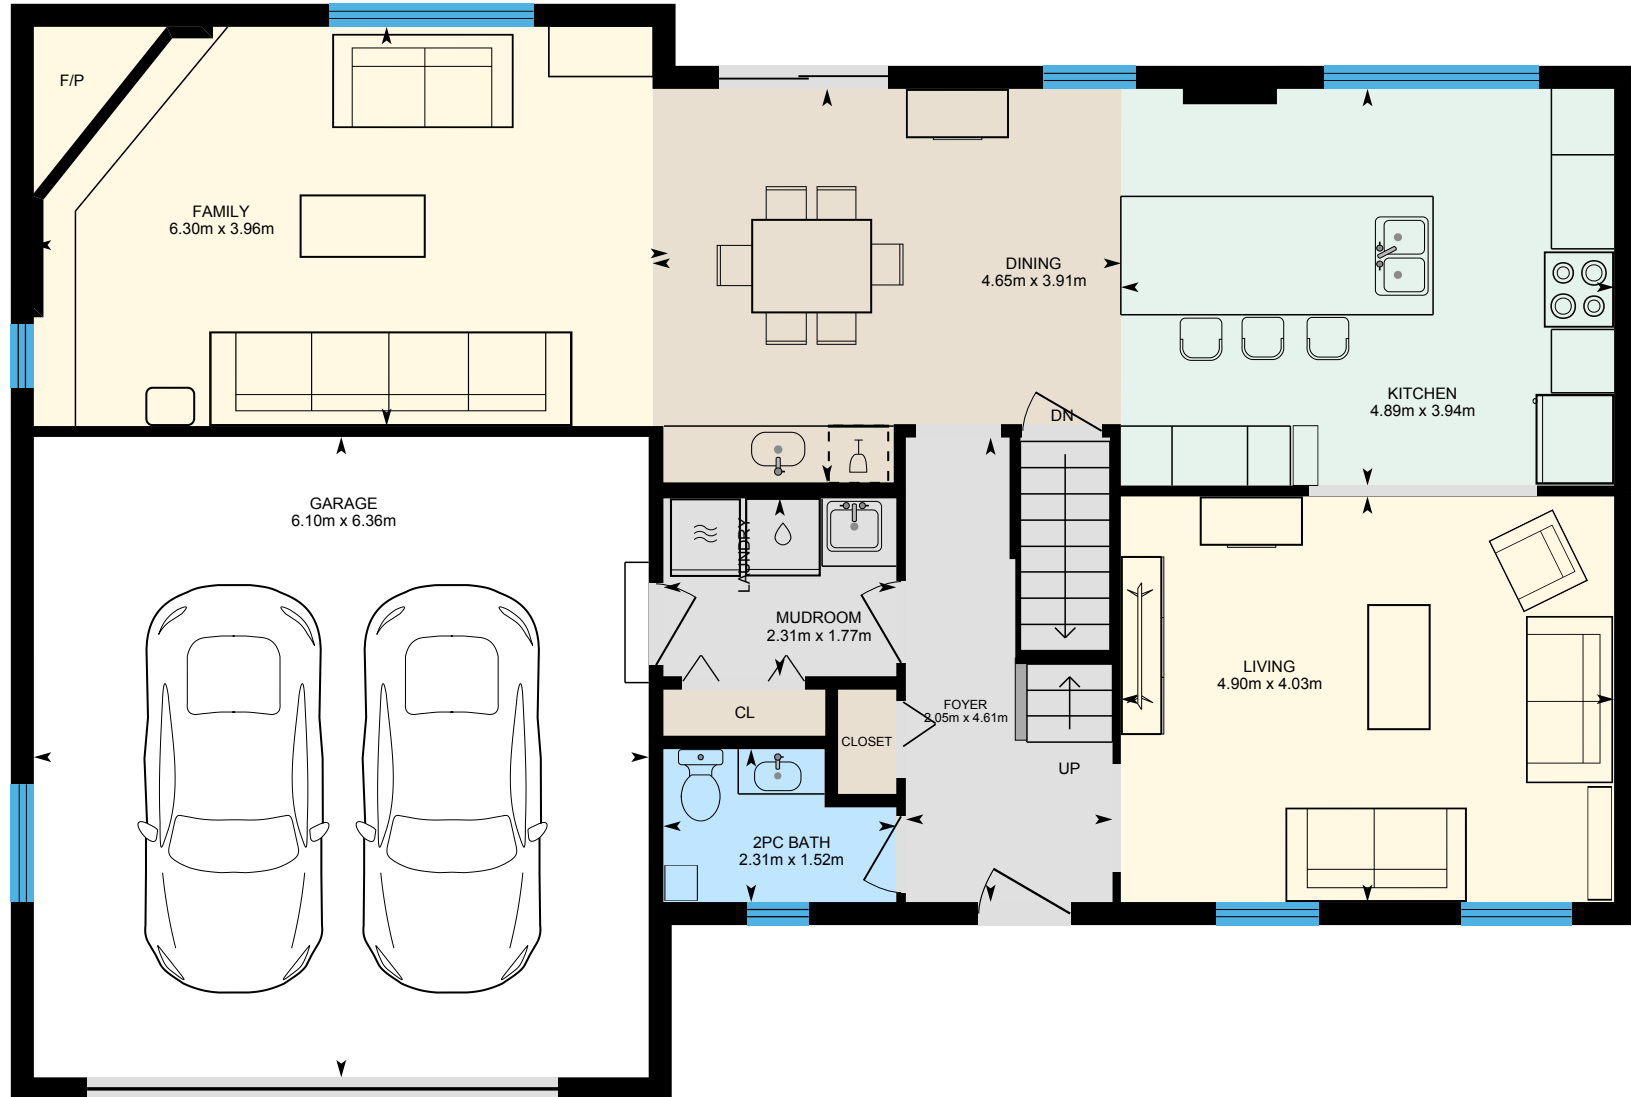 F/P
FAMILY
6.30m x 3.96m
DINING
4.65m x 3.91m
KITCHEN
4.89m x 3.94m
DN
GARAGE
6.10m x 6.36m
LAUNDRY
MUDROOM
2.31m x 1.77m
LIVING
4.90m x 4.03m
CL
FOYER
2.05m x 4.61m
CLOSET
UP
2PC BATH
2.31m x 1.52m